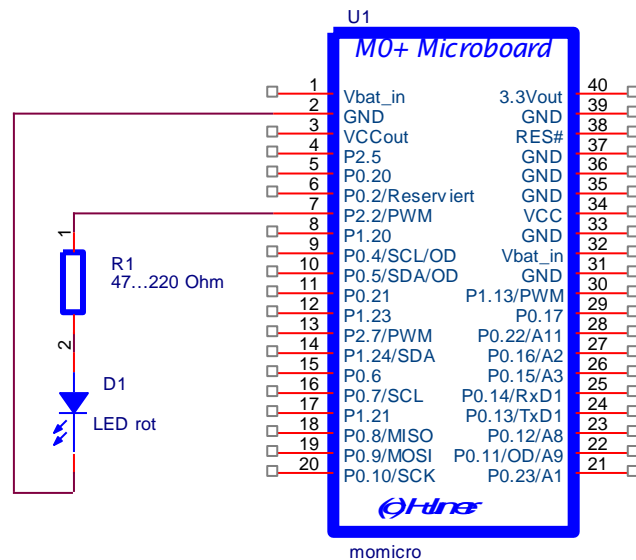 U1
M0+ Microboard
1 Vbat_in 3.3Vout 40
2 GND GND 39
3 VCCout RES# 38
4 P2.5 GND 37
5 P0.20 GND 36
6 P0.2/Reserviert GND 35
7 P2.2/PWM VCC 34
8 P1.20 GND 33
9 P0.4/SCL/OD Vbat_in 32
10 P0.5/SDA/OD GND 31
11 P0.21 P1.13/PWM 30
12 P1.23 P0.17 29
13 P2.7/PWM P0.22/A11 28
14 P1.24/SDA P0.16/A2 27
15 P0.6 P0.15/A3 26
16 P0.7/SCL P0.14/RxD1 25
17 P1.21 P0.13/TxD1 24
18 P0.8/MISO P0.12/A8 23
19 P0.9/MOSI P0.11/OD/A9 22
20 P0.10/SCK P0.23/A1 21
1
R1
47...220 Ohm
2
D1
LED rot
momicro